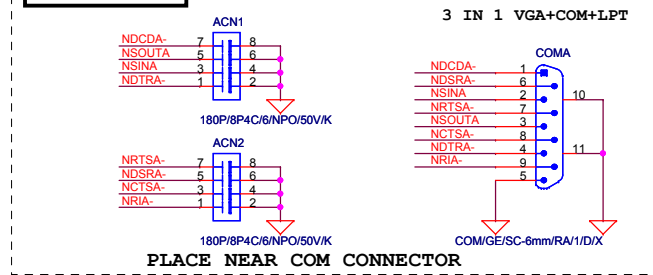 3 IN 1 VGA+COM+LPT
ACN1
NDCDA- 7 8
NSOUTA 5 6
NSINA 3 4
NDTRA- 1 2
180P/8P4C/6/NPO/50V/K
ACN2
NRTSA- 7 8
NDSRA- 5 6
NCTSA- 3 4
NRIA- 1 2
180P/8P4C/6/NPO/50V/K
COMA
NDCDA- 1
NDSRA- 6
NSINA 2 10
NRTSA- 7
NSOUTA 3
NCTSA- 8
NDTRA- 4 11
NRIA- 9
5
COM/GE/SC-6mm/RA/1/D/X
PLACE NEAR COM CONNECTOR